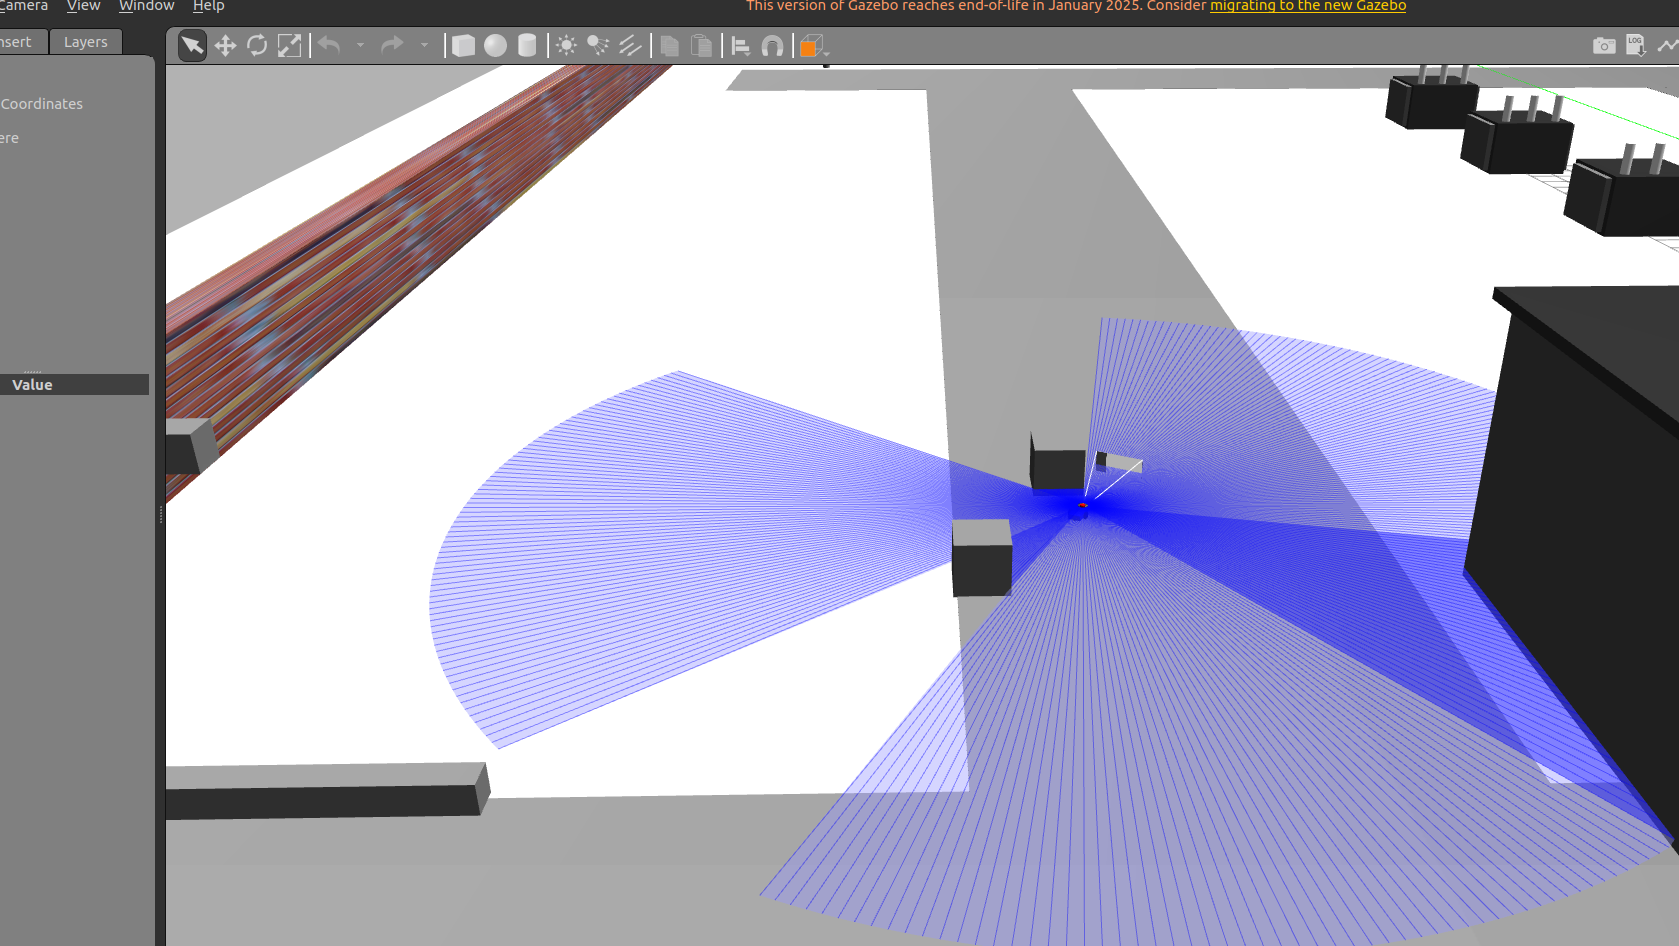 Camera View Window Help
This version of Gazebo reaches end-of-life in January 2025. Consider migrating to the new Gazebo
nsert Layers
LOG
Coordinates
ere
Value